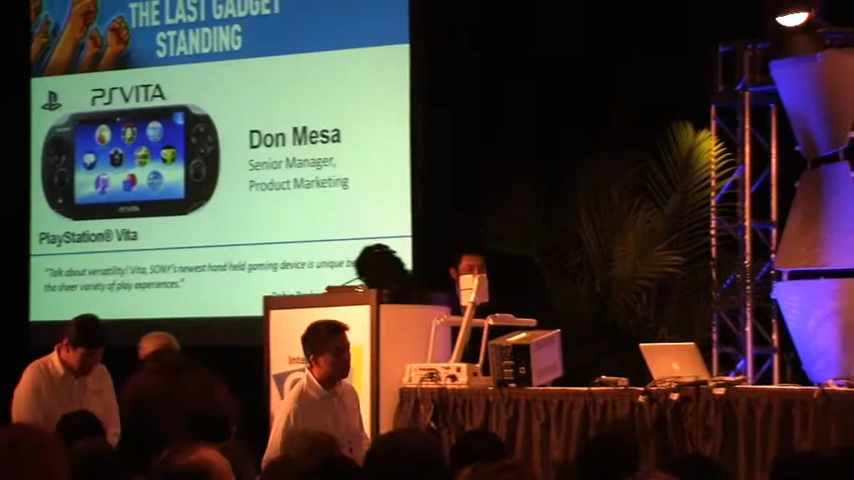 THE LAST GADGET
STANDING
PSVITA
Don Mesa
Senior Manager,
Product Marketing
PlayStation® Vita
"Talk about versatility! Vita, SONY's newest hand held gaming device is unique
the sheer variety of play experiences."